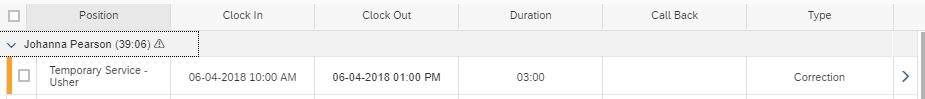 Position Clock In Clock Out Duration Call Back Type
Johanna Pearson (39:06)
Temporary Service -
Usher 06-04-2018 10:00 AM 06-04-2018 01:00 PM 03:00 Correction